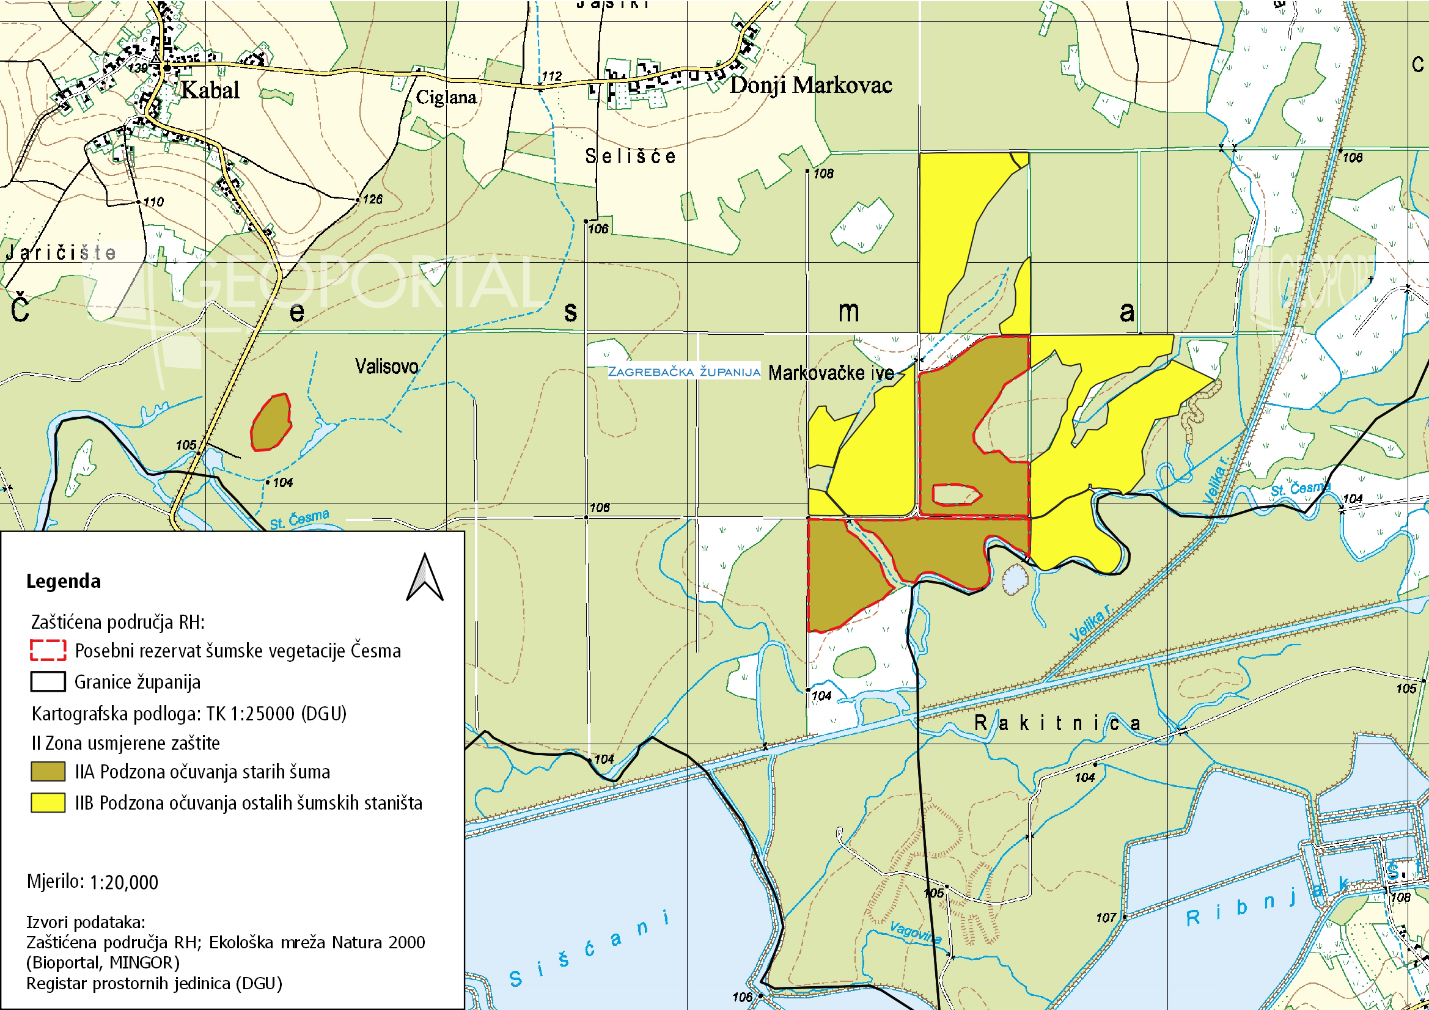 Jasiki
139
Kabal
Ciglana
112
Donji Markovac
C
Selišće
108
106
110
126
106
Jaričište
GEOPORTAL
GEOPORT
Č e s m a
Valisovo
ZAGREBAČKA ŽUPANIJA
Markovačke ive
105
104
106
St. Česma
Velika r.
St. Česma
104
Legenda
Zaštićena područja RH:
Posebni rezervat šumske vegetacije Česma
Granice županija
Kartografska podloga: TK 1:25000 (DGU)
II Zona usmjerene zaštite
IIA Podzona očuvanja starih šuma
IIB Podzona očuvanja ostalih šumskih staništa
Mjerilo: 1:20,000
Izvori podataka:
Zaštićena područja RH; Ekološka mreža Natura 2000
(Bioportal, MINGOR)
Registar prostornih jedinica (DGU)
Velika r.
104
105
Rakitnica
104
104
105
107
108
Ribnjak
Vagovina
Sišćani
106